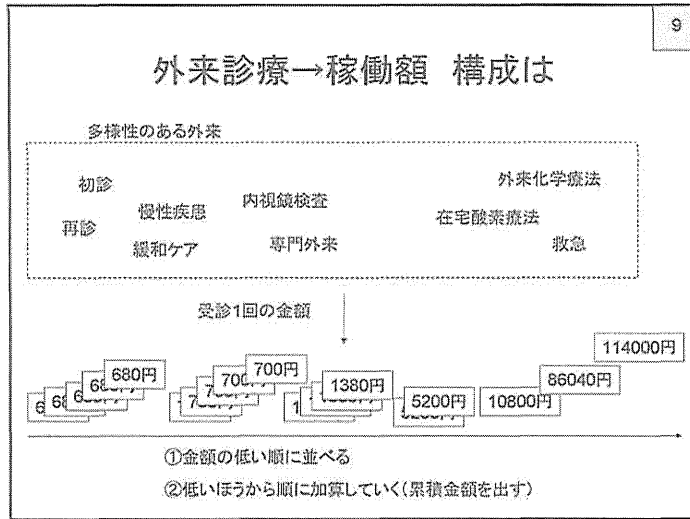 9
外来診療→稼働額 構成は
多様性のある外来
初診
慢性疾患
内視鏡検査
外来化学療法
再診
緩和ケア
専門外来
在宅酸素療法
救急
受診1回の金額
680円
700円
700
1380円
5200円
10800円
86040円
114000円
①金額の低い順に並べる
②低いほうから順に加算していく(累積金額を出す)